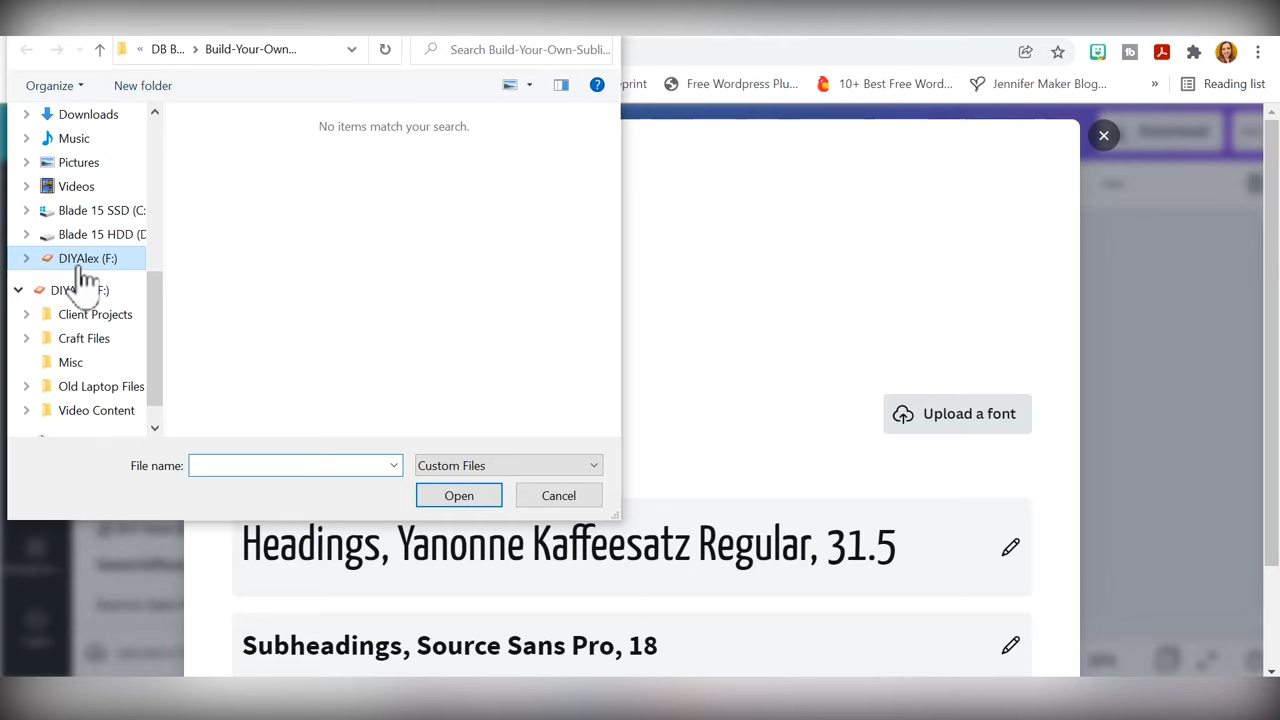 « DB B... > Build-Your-Own...
Search Build-Your-Own-Subli...
Organize
New folder
print
Free Wordpress Plu...
10+ Best Free Word...
Jennifer Maker Blog...
»
Reading list
Downloads
Music
Pictures
Videos
Blade 15 SSD (C:
Blade 15 HDD (D
DIYAlex (F:)
Client Projects
Craft Files
Misc
Old Laptop Files
Video Content
No items match your search.
Download
Upload a font
File name:
Custom Files
Open
Cancel
Headings, Yanonne Kaffeesatz Regular, 31.5
Subheadings, Source Sans Pro, 18